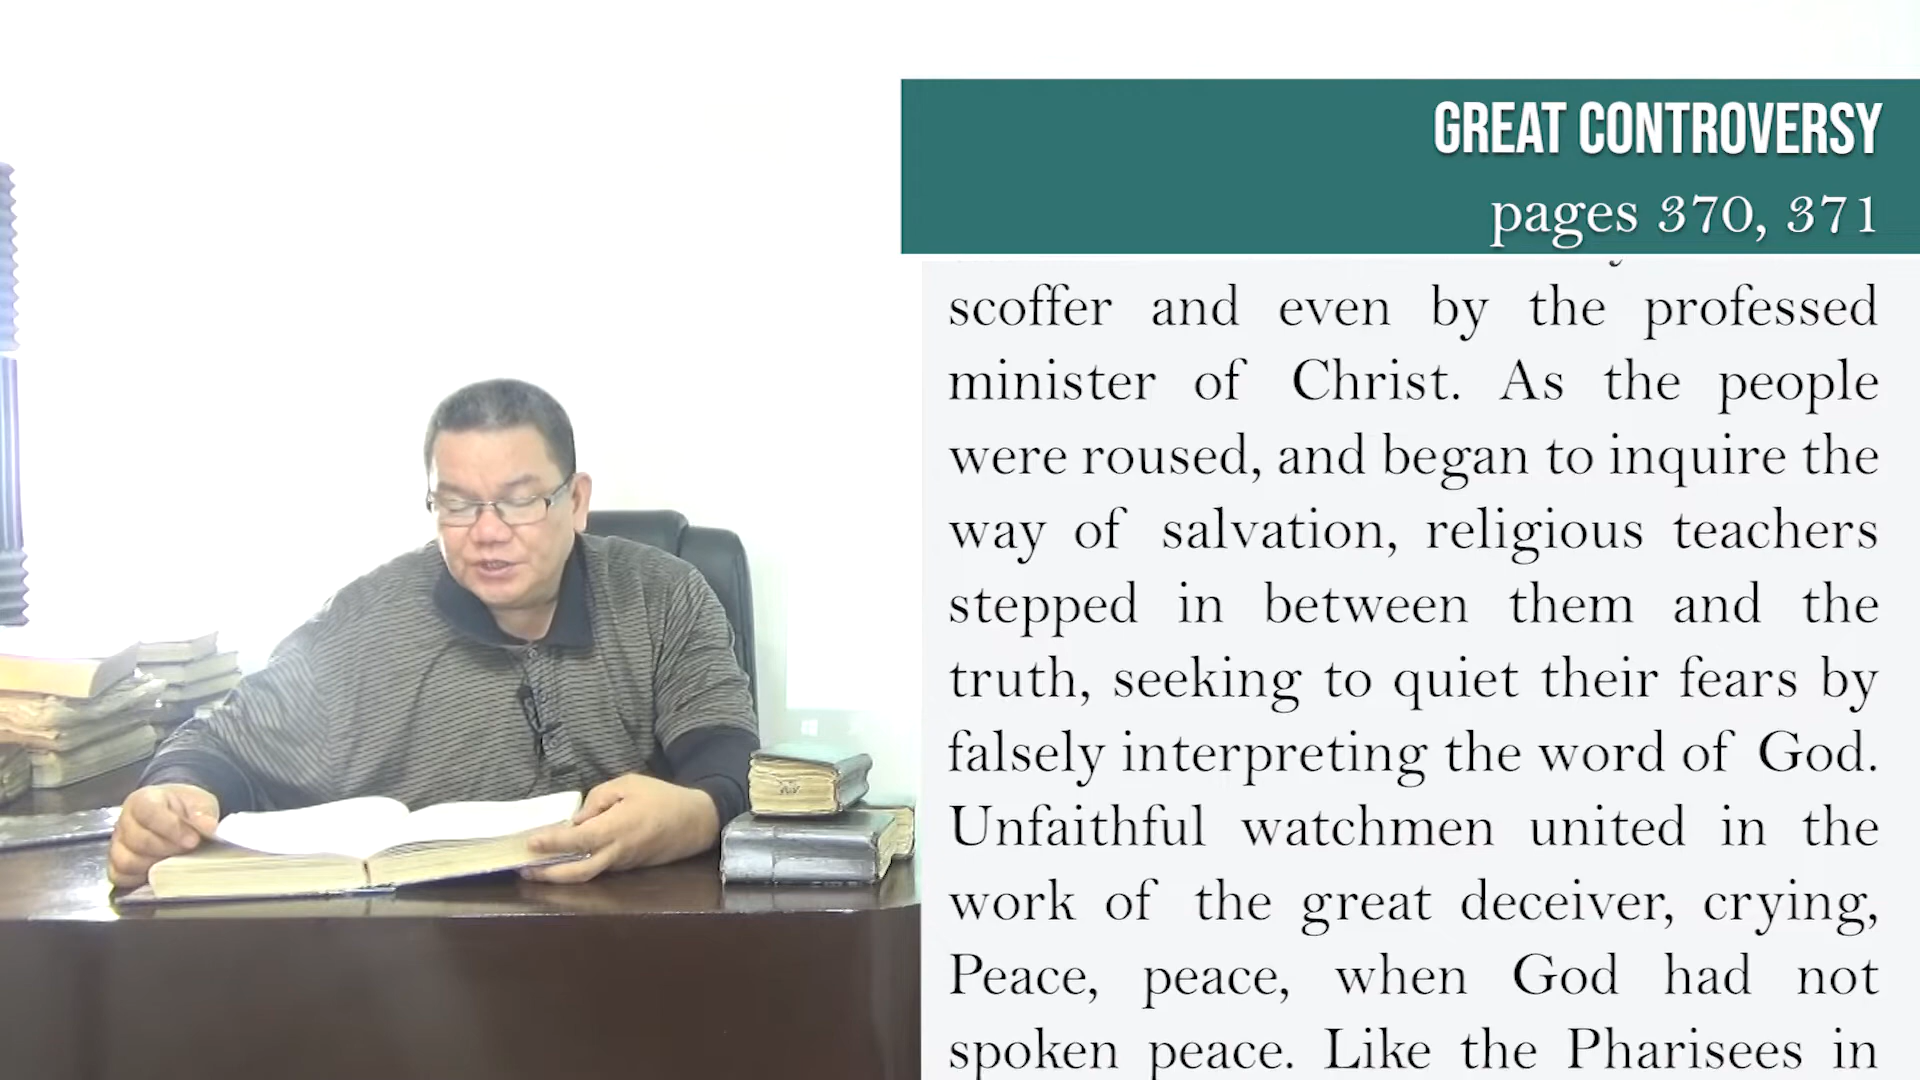 GREAT CONTROVERSY
pages 370, 371
scoffer and even by the professed
minister of Christ. As the people
were roused, and began to inquire the
way of salvation, religious teachers
stepped in between them and the
truth, seeking to quiet their fears by
falsely interpreting the word of God.
Unfaithful watchmen united in the
work of the great deceiver, crying,
Peace, peace, when God had not
spoken peace. Like the Pharisees in